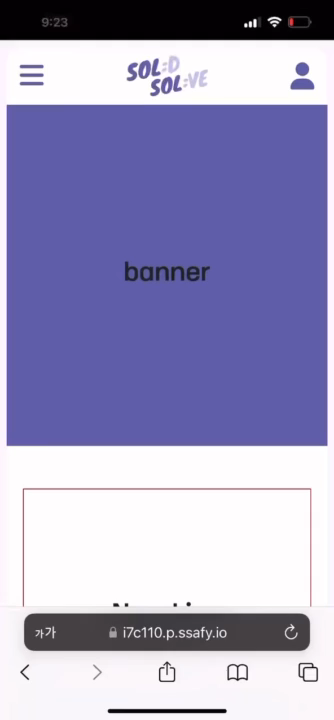 9:23
SOL:D
SOL:VE
banner
가가
i7c110.p.ssafy.io